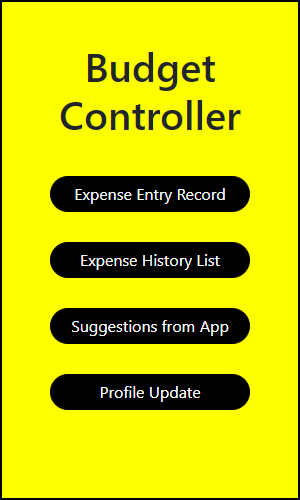 Budget
Controller
Expense Entry Record
Expense History List
Suggestions from App
Profile Update